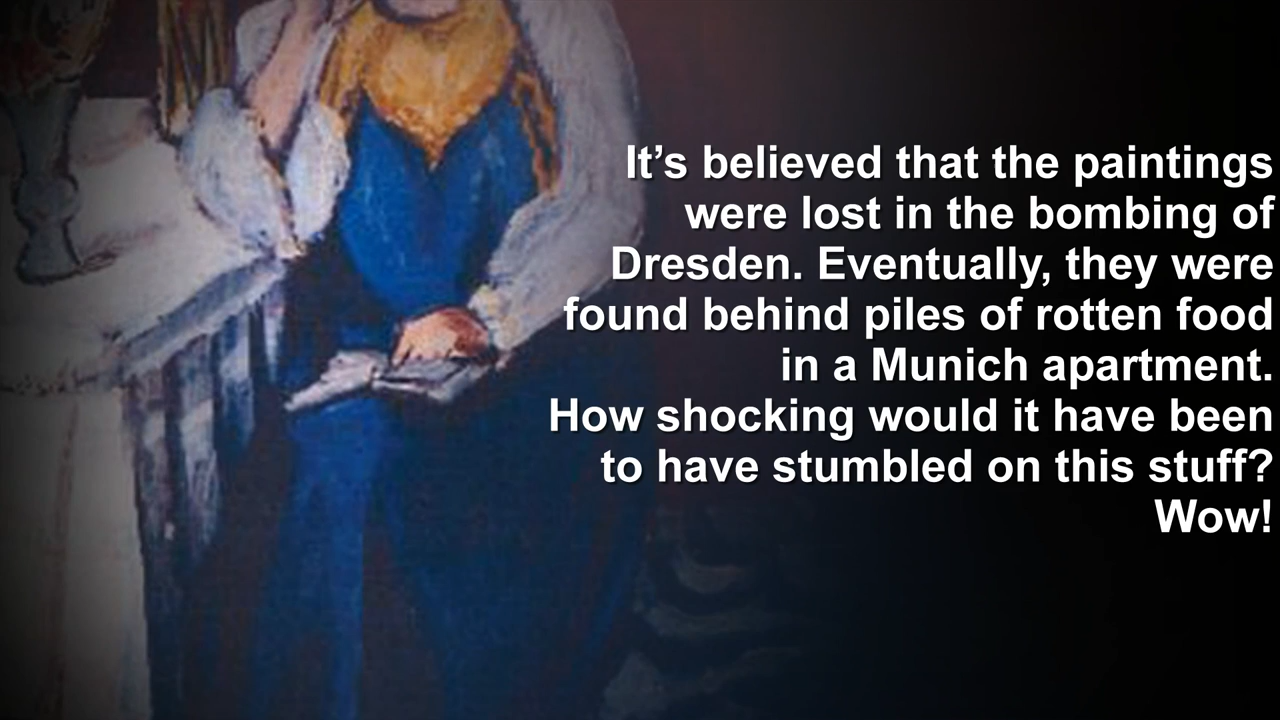 It’s believed that the paintings
were lost in the bombing of
Dresden. Eventually, they were
found behind piles of rotten food
in a Munich apartment.
How shocking would it have been
to have stumbled on this stuff?
Wow!